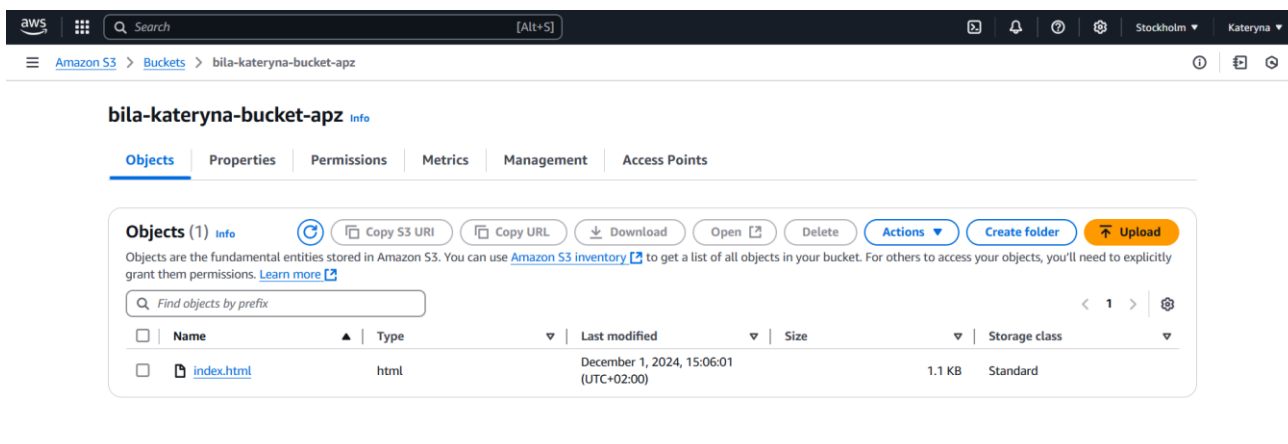 aws Search [Alt+S] Stockholm Kateryna
Amazon S3 > Buckets > bila-kateryna-bucket-apz
bila-kateryna-bucket-apz Info
Objects Properties Permissions Metrics Management Access Points
Objects (1) Info Copy S3 URI Copy URL Download Open Delete Actions Create folder Upload
Objects are the fundamental entities stored in Amazon S3. You can use Amazon S3 inventory to get a list of all objects in your bucket. For others to access your objects, you'll need to explicitly
grant them permissions. Learn more
Find objects by prefix < 1 >
Name Type Last modified Size Storage class
index.html html December 1, 2024, 15:06:01 1.1 KB Standard
(UTC+02:00)